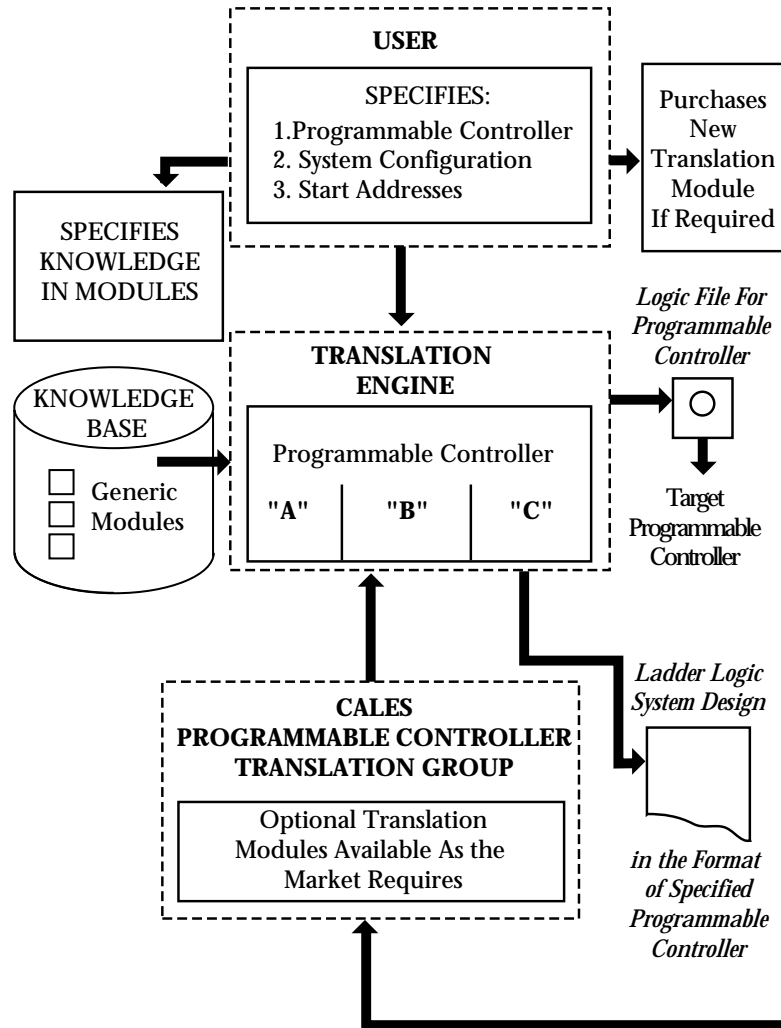 USER
SPECIFIES:
1.Programmable Controller
2. System Configuration
3. Start Addresses
Purchases
New
Translation
Module
If Required
SPECIFIES
KNOWLEDGE
IN MODULES
Logic File For
Programmable
Controller
TRANSLATION
ENGINE
KNOWLEDGE
BASE
Generic
Modules
Programmable Controller
"A"
"B"
"C"
Target
Programmable
Controller
Ladder Logic
System Design
CALES
PROGRAMMABLE CONTROLLER
TRANSLATION GROUP
Optional Translation
Modules Available As the
Market Requires
in the Format
of Specified
Programmable
Controller